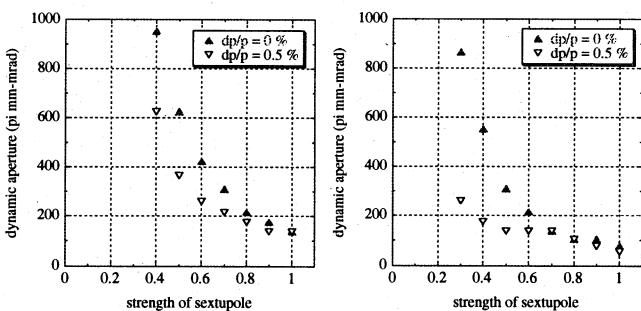 1000
800
600
400
200
0
dynamic aperture (pi mm-mrad)
dp/p = 0 %
dp/p = 0.5 %
0 0.2 0.4 0.6 0.8 1
strength of sextupole
1000
800
600
400
200
0
dynamic aperture (pi mm-mrad)
dp/p = 0 %
dp/p = 0.5 %
0 0.2 0.4 0.6 0.8 1
strength of sextupole